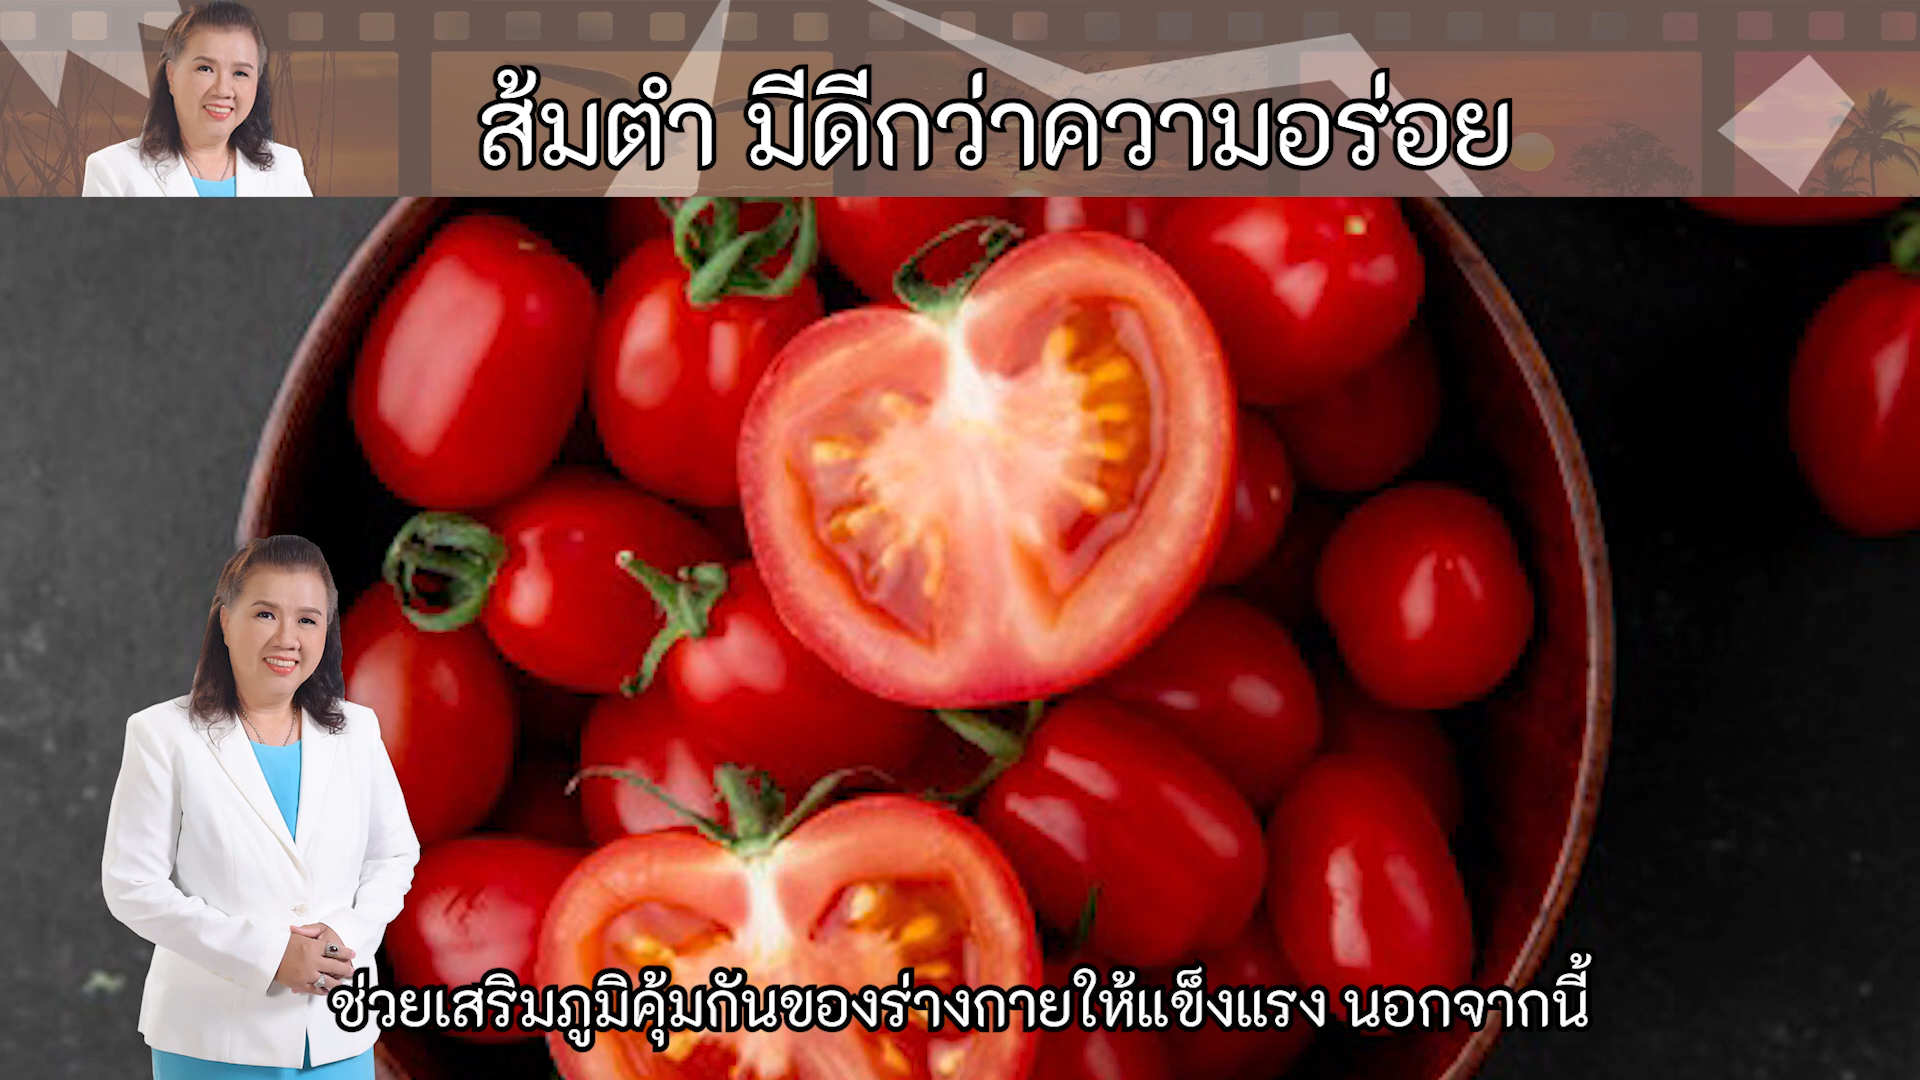 ส้มตำ มีดีกว่าความอร่อย
ช่วยเสริมภูมิคุ้มกันของร่างกายให้แข็งแรง นอกจากนี้